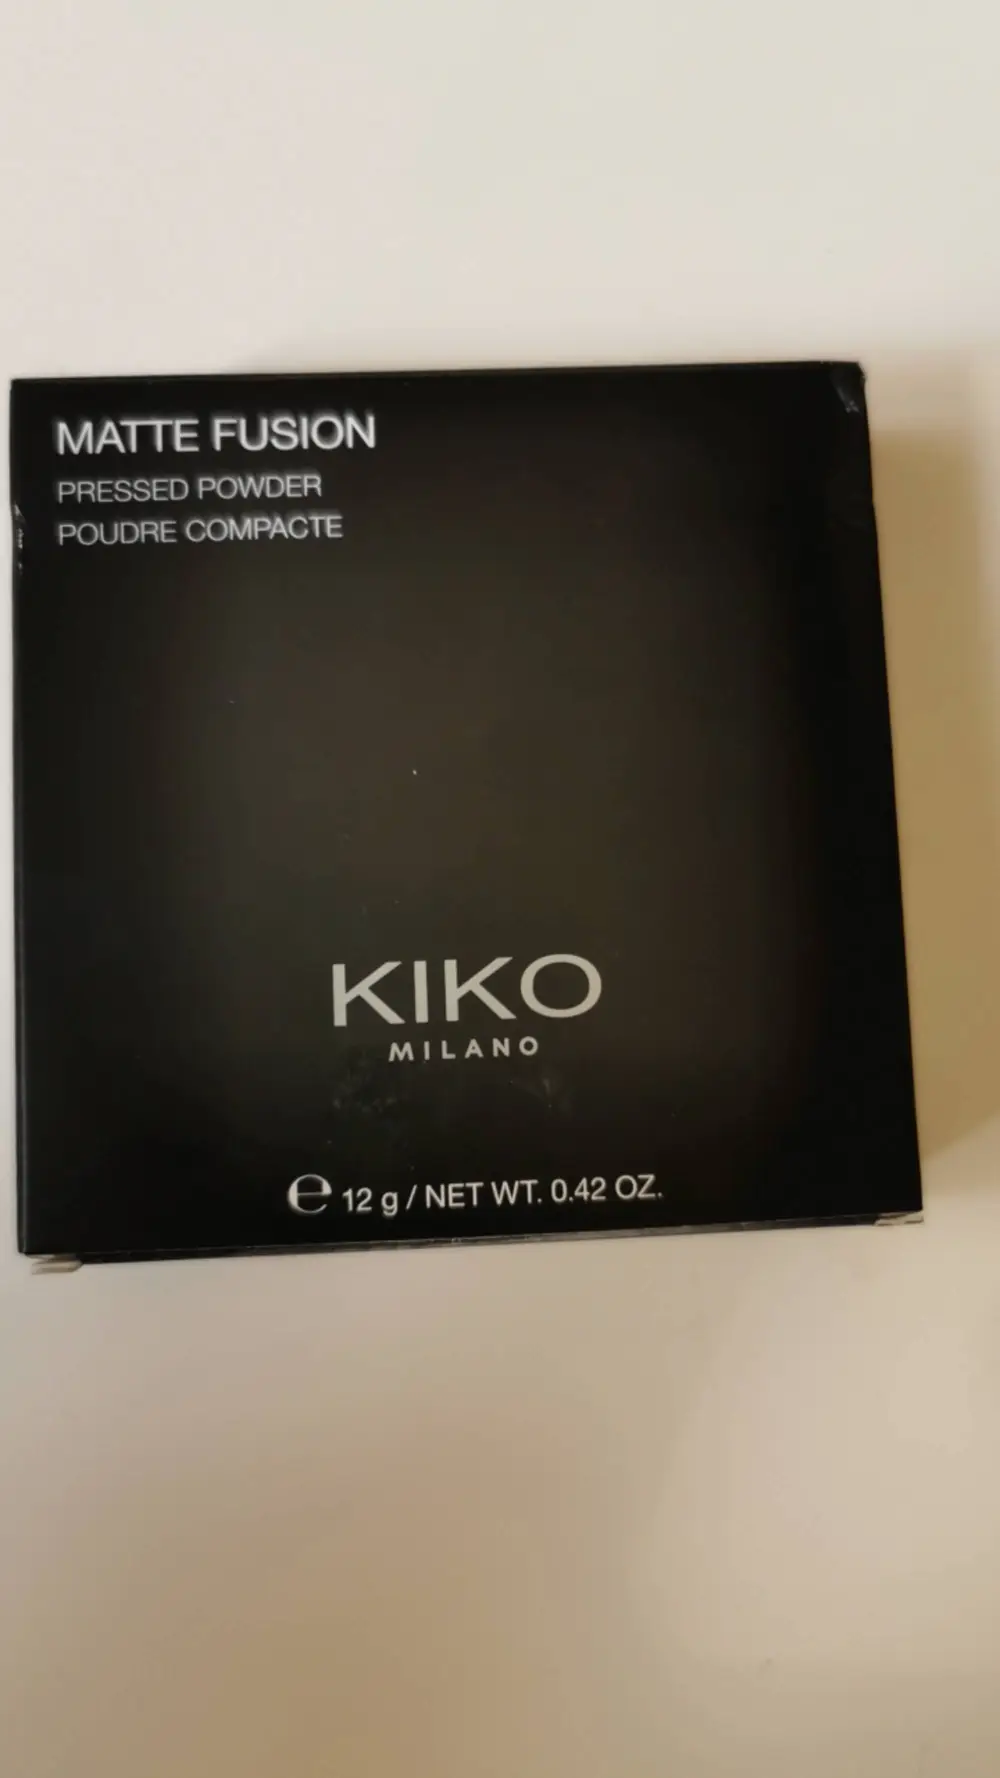 MATTE FUSION
PRESSED POWDER
POUDRE COMPACTE
KIKO
MILANO
℮ 12 g / NET WT. 0.42 OZ.